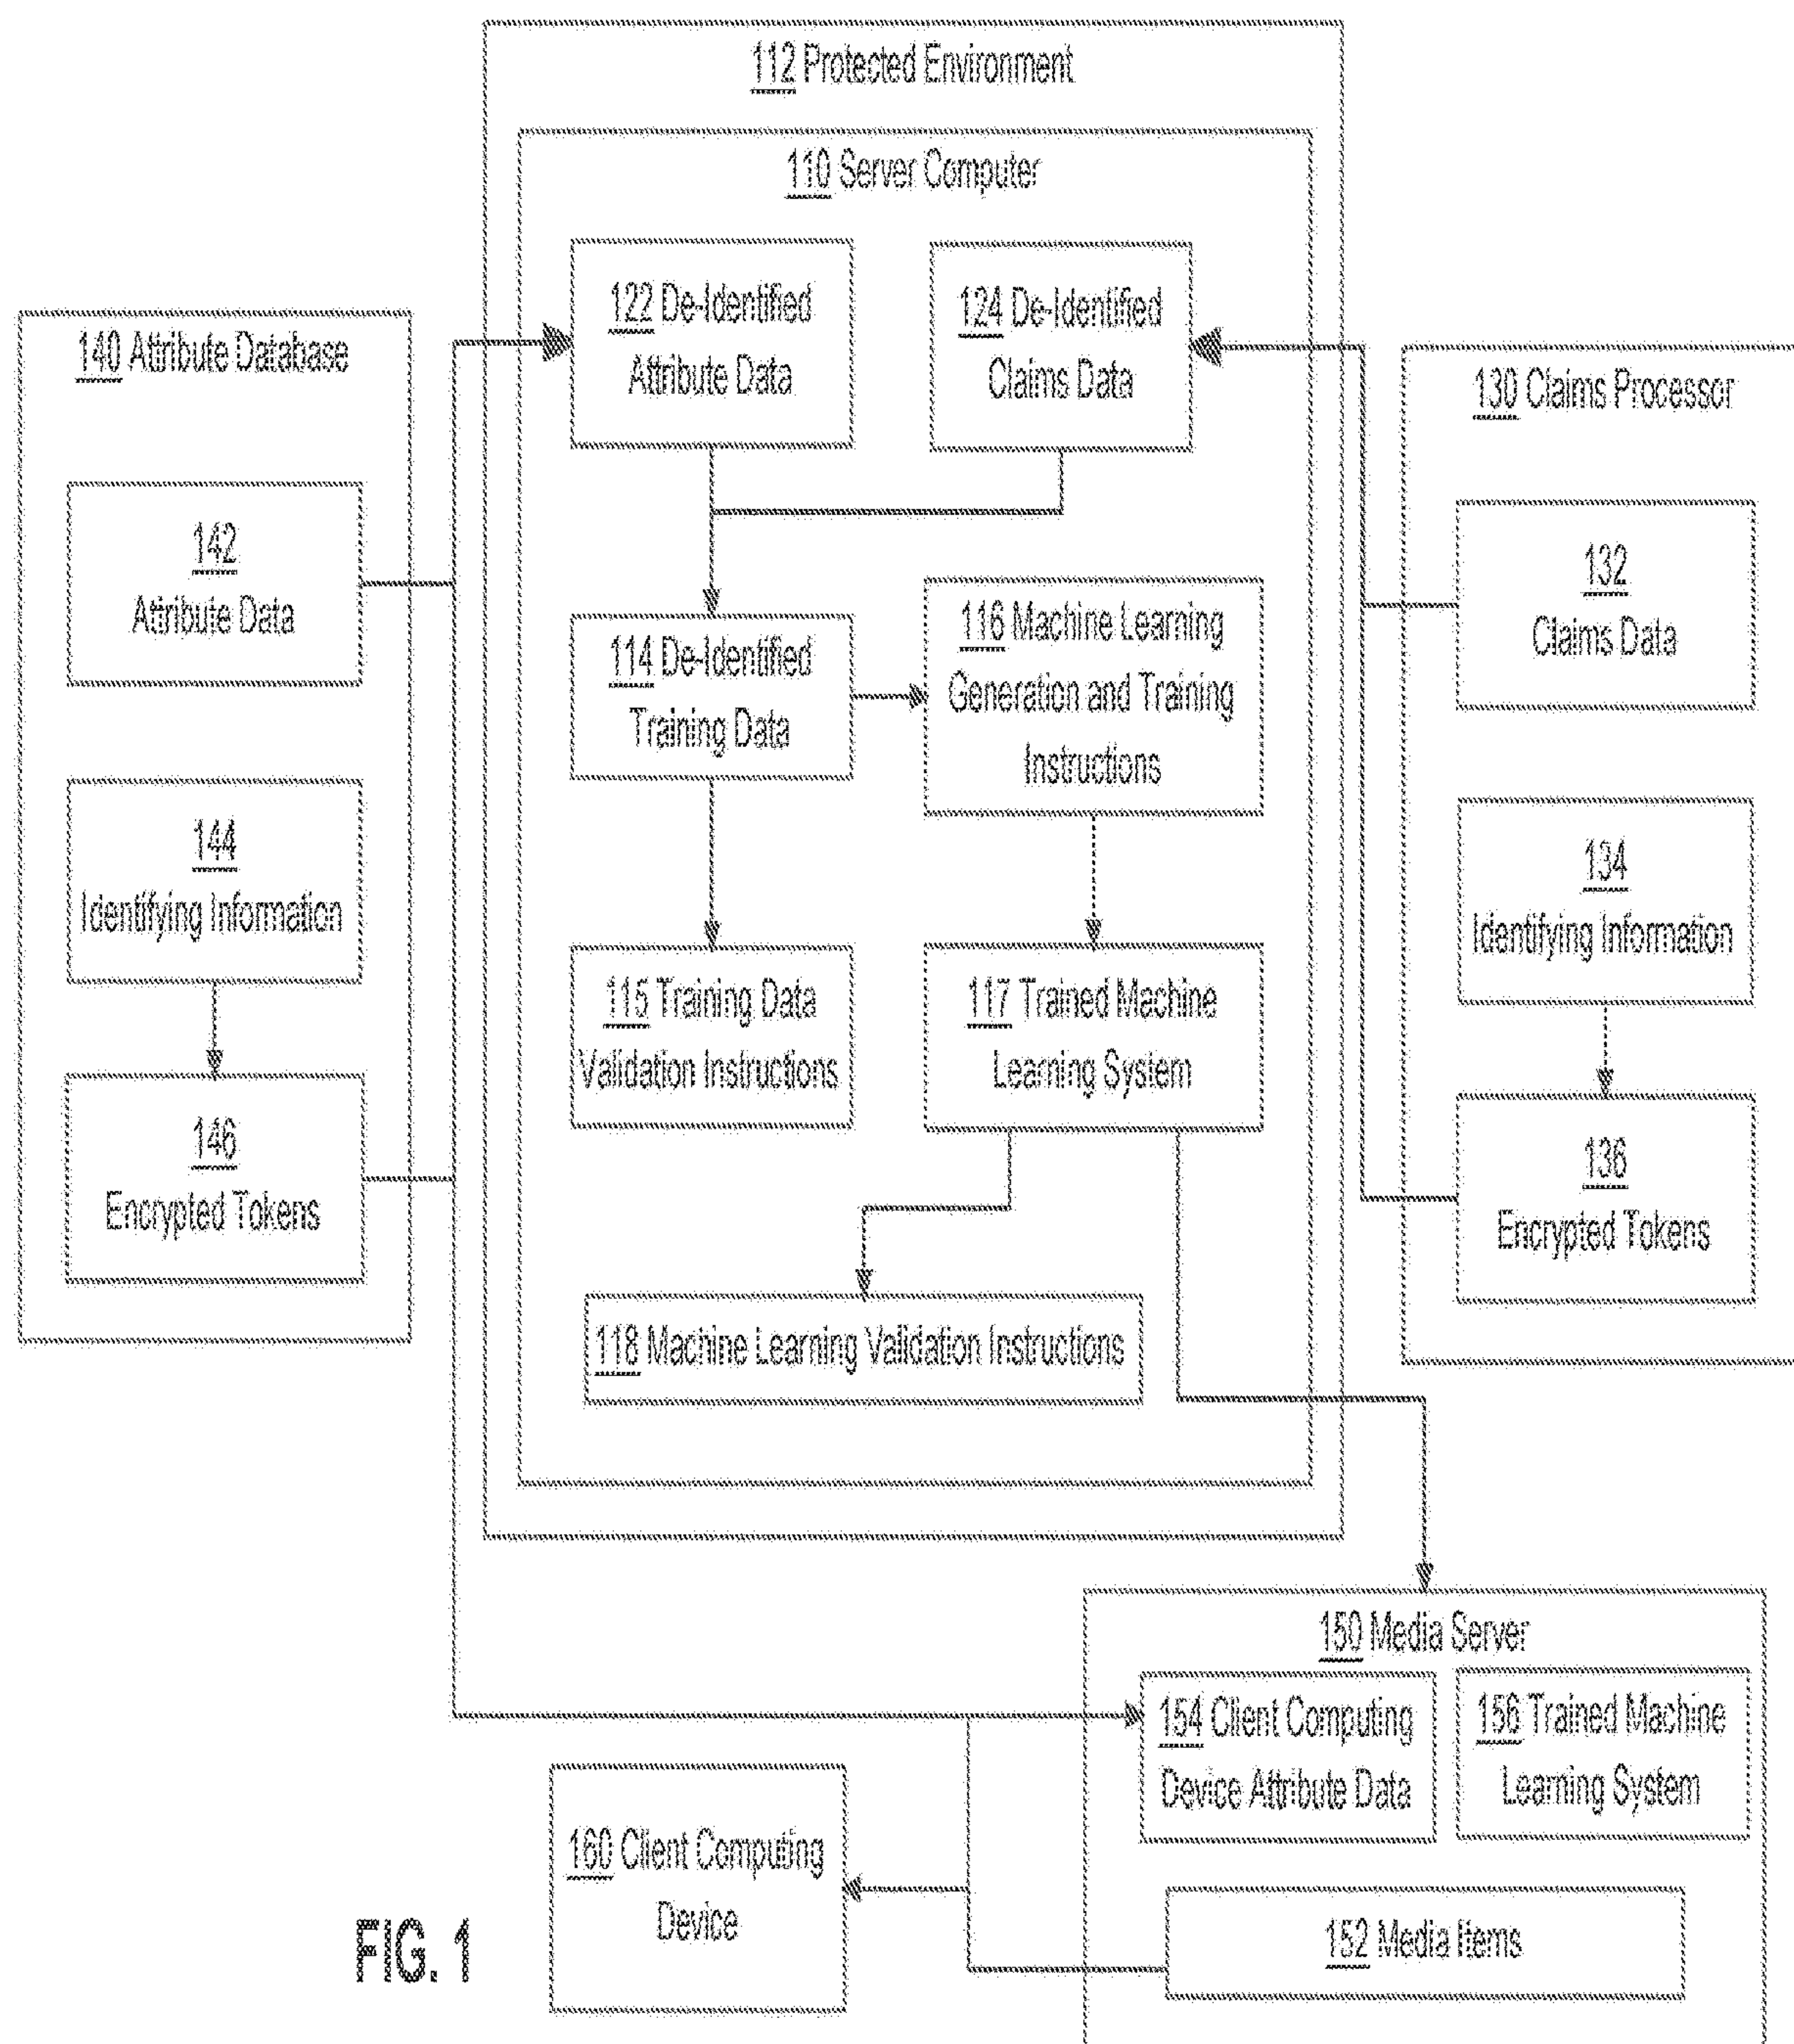 112 Protected Environment
110 Server Computer
122 De-Identified
Attribute Data
124 De-Identified
Claims Data
140 Attribute Database
142
Attribute Data
144
Identifying Information
146
Encrypted Tokens
130 Claims Processor
132
Claims Data
134
Identifying Information
136
Encrypted Tokens
114 De-Identified
Training Data
116 Machine Learning
Generation and Training
Instructions
115 Training Data
Validation Instructions
117 Trained Machine
Learning System
118 Machine Learning Validation Instructions
150 Media Server
154 Client Computing
Device Attribute Data
156 Trained Machine
Learning System
152 Media Items
160 Client Computing
Device
FIG. 1